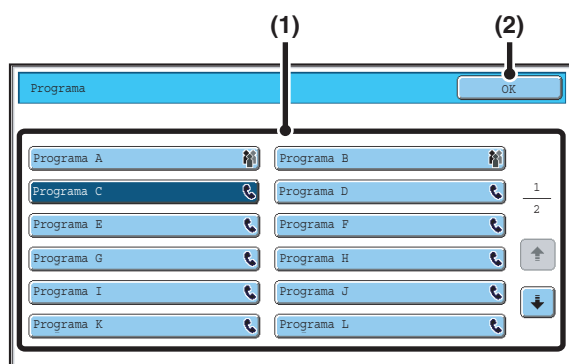 (1) (2)
Programa OK
Programa A Programa B
Programa C Programa D 1
Programa E Programa F 2
Programa G Programa H
Programa I Programa J
Programa K Programa L